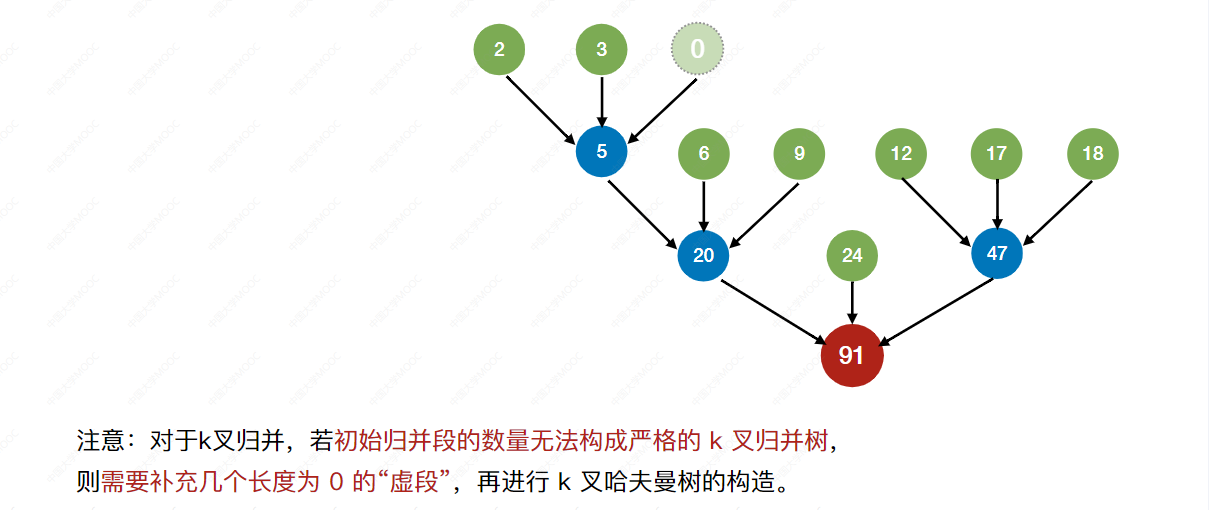 2 3 0
5 6 9 12 17 18
20 24 47
91
注意：对于k叉归并，若初始归并段的数量无法构成严格的 k 叉归并树，
则需要补充几个长度为 0 的“虚段”，再进行 k 叉哈夫曼树的构造。